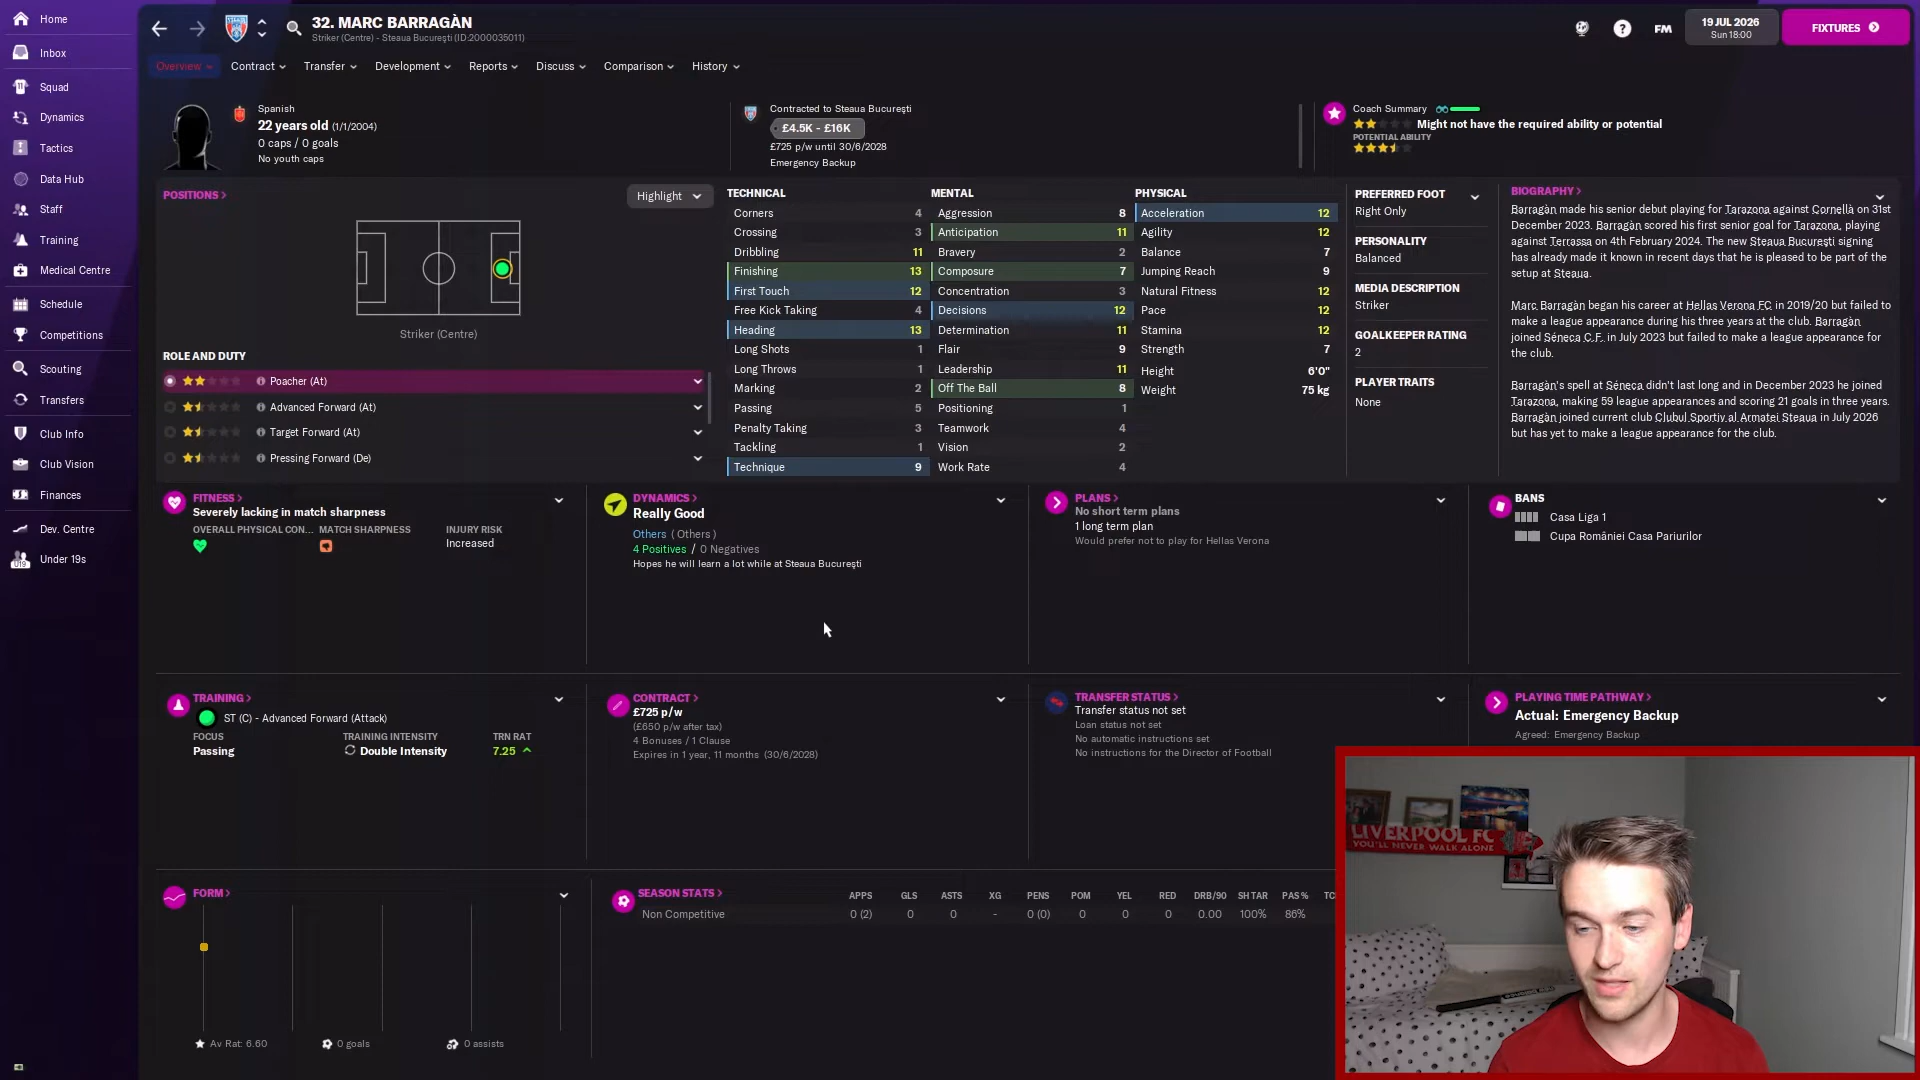 Home
Inbox
Squad
Dynamics
Tactics
Data Hub
Staff
Training
Medical Centre
Schedule
Competitions
Scouting
Transfers
Club Info
Club Vision
Finances
Dev. Centre
Under 19s
32. MARC BARRAGÀN
Striker (Centre) - Steaua Bucureşti (ID:2000035011)
FM
19 JUL 2026
Sun 18:00
FIXTURES
Overview
Contract
Transfer
Development
Reports
Discuss
Comparison
History
Spanish
22 years old (1/1/2004)
0 caps / 0 goals
No youth caps
Contracted to Steaua Bucureşti
£4.5K - £16K
£725 p/w until 30/6/2028
Emergency Backup
Coach Summary
Might not have the required ability or potential
POTENTIAL ABILITY
POSITIONS >
Highlight
Striker (Centre)
ROLE AND DUTY
Poacher (At)
Advanced Forward (At)
Target Forward (At)
Pressing Forward (De)
TECHNICAL
Corners 4
Crossing 3
Dribbling 11
Finishing 13
First Touch 12
Free Kick Taking 4
Heading 13
Long Shots 1
Long Throws 1
Marking 2
Passing 5
Penalty Taking 3
Tackling 1
Technique 9
MENTAL
Aggression 8
Anticipation 11
Bravery 2
Composure 7
Concentration 3
Decisions 12
Determination 11
Flair 9
Leadership 11
Off The Ball 8
Positioning 1
Teamwork 4
Vision 2
Work Rate 4
PHYSICAL
Acceleration 12
Agility 12
Balance 7
Jumping Reach 9
Natural Fitness 12
Pace 12
Stamina 12
Strength 7
Height 6'0"
Weight 75 kg
PREFERRED FOOT
Right Only
PERSONALITY
Balanced
MEDIA DESCRIPTION
Striker
GOALKEEPER RATING
2
PLAYER TRAITS
None
BIOGRAPHY >
Barragàn made his senior debut playing for Tarazona against Cornellà on 31st
December 2023. Barragàn scored his first senior goal for Tarazona, playing
against Terrassa on 4th February 2024. The new Steaua Bucureşti signing
has already made it known in recent days that he is pleased to be part of the
setup at Steaua.
Marc Barragàn began his career at Hellas Verona FC in 2019/20 but failed to
make a league appearance during his three years at the club. Barragàn
joined Séneca C.F. in July 2023 but failed to make a league appearance for
the club.
Barragàn's spell at Séneca didn't last long and in December 2023 he joined
Tarazona, making 59 league appearances and scoring 21 goals in three years.
Barragàn joined current club Clubul Sportiv al Armatei Steaua in July 2026
but has yet to make a league appearance for the club.
FITNESS >
Severely lacking in match sharpness
OVERALL PHYSICAL CON... MATCH SHARPNESS INJURY RISK
Increased
DYNAMICS >
Really Good
Others ( Others )
4 Positives / 0 Negatives
Hopes he will learn a lot while at Steaua Bucureşti
PLANS >
No short term plans
1 long term plan
Would prefer not to play for Hellas Verona
BANS
Casa Liga 1
Cupa României Casa Pariurilor
TRAINING >
ST (C) - Advanced Forward (Attack)
FOCUS TRAINING INTENSITY TRN RAT
Passing Double Intensity 7.25
CONTRACT >
£725 p/w
(£650 p/w after tax)
4 Bonuses / 1 Clause
Expires in 1 year, 11 months (30/6/2028)
TRANSFER STATUS >
Transfer status not set
Loan status not set
No automatic instructions set
No instructions for the Director of Football
PLAYING TIME PATHWAY >
Actual: Emergency Backup
Agreed: Emergency Backup
FORM >
Av Rat: 6.60 0 goals 0 assists
SEASON STATS > APPS GLS ASTS XG PENS POM YEL RED DRB/90 SH TAR PAS % TC
Non Competitive 0 (2) 0 0 - 0 (0) 0 0 0 0.00 100% 86%
LIVERPOOL FC
YOU'LL NEVER WALK ALONE